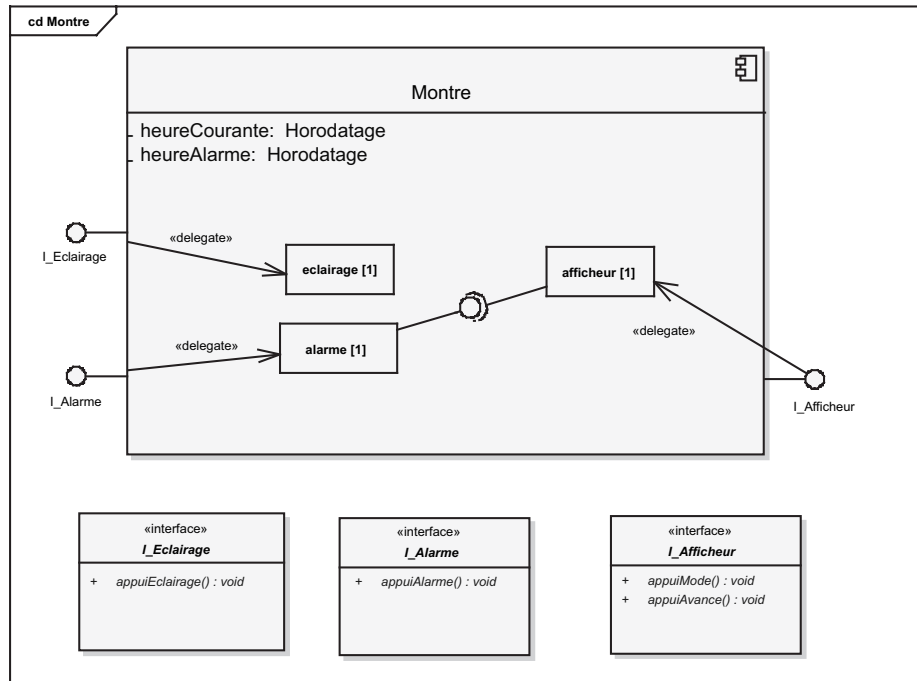 cd Montre
Montre
- heureCourante: Horodatage
- heureAlarme: Horodatage
I_Eclairage
«delegate»
eclairage [1]
afficheur [1]
«delegate»
alarme [1]
«delegate»
I_Alarme
I_Afficheur
«interface»
I_Eclairage
+ appuiEclairage() : void
«interface»
I_Alarme
+ appuiAlarme() : void
«interface»
I_Afficheur
+ appuiMode() : void
+ appuiAvance() : void